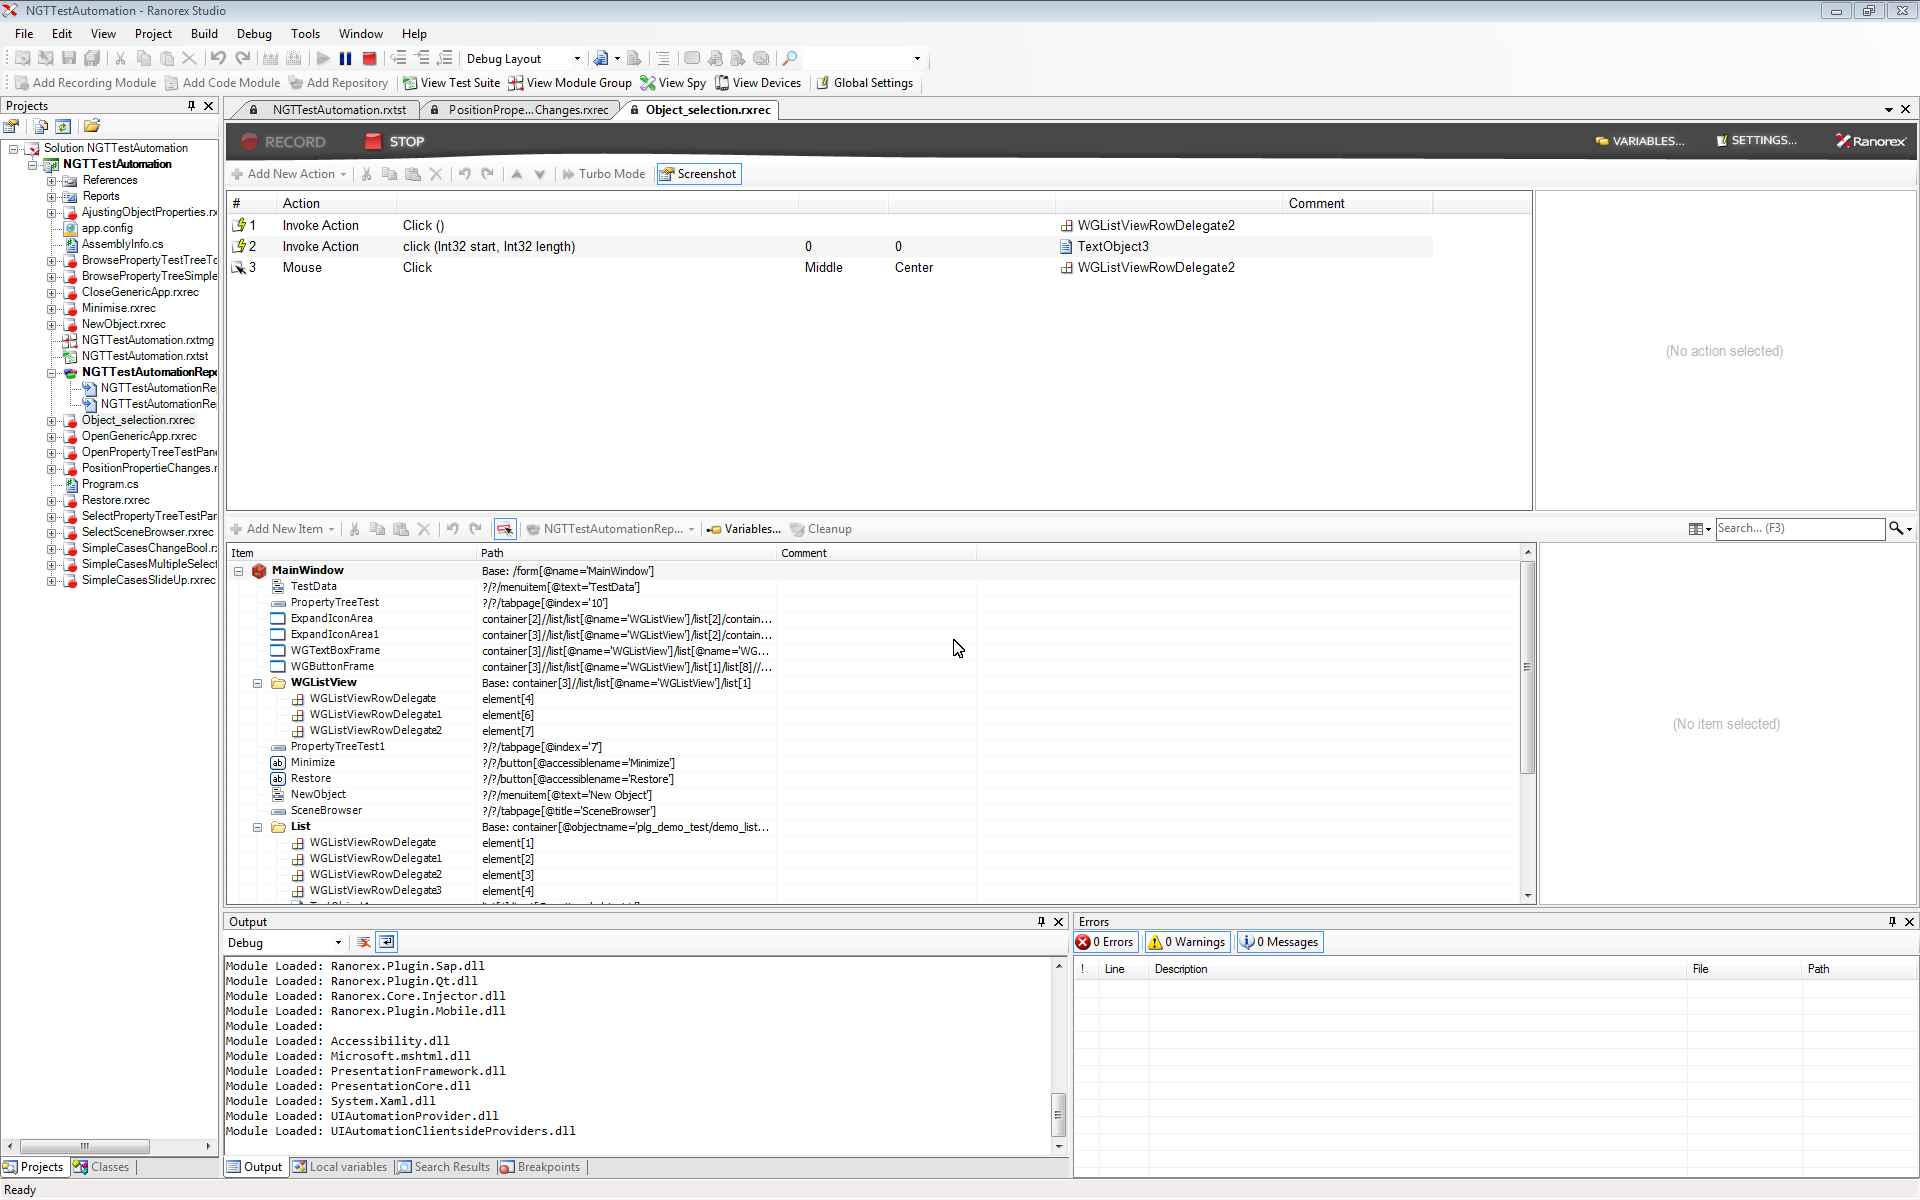 NGTTestAutomation - Ranorex Studio
File Edit View Project Build Debug Tools Window Help
Debug Layout
Add Recording Module Add Code Module Add Repository View Test Suite View Module Group View Spy View Devices Global Settings
Projects
Solution NGTTestAutomation
NGTTestAutomation
References
Reports
AjustingObjectProperties.rx
app.config
AssemblyInfo.cs
BrowsePropertyTestTreeTo
BrowsePropertyTreeSimple
CloseGenericApp.rxrec
Minimise.rxrec
NewObject.rxrec
NGTTestAutomation.rxtmg
NGTTestAutomation.rxtst
NGTTestAutomationRepo
NGTTestAutomationRe
NGTTestAutomationRe
Object_selection.rxrec
OpenGenericApp.rxrec
OpenPropertyTreeTestPan
PositionPropertieChanges.r
Program.cs
Restore.rxrec
SelectPropertyTreeTestPar
SelectSceneBrowser.rxrec
SimpleCasesChangeBool.rx
SimpleCasesMultipleSelect
SimpleCasesSlideUp.rxrec
Projects Classes
NGTTestAutomation.rxtst PositionPrope...Changes.rxrec Object_selection.rxrec
RECORD STOP VARIABLES... SETTINGS... Ranorex
Add New Action Turbo Mode Screenshot
# Action Comment
1 Invoke Action Click () WGListViewRowDelegate2
2 Invoke Action click (Int32 start, Int32 length) 0 0 TextObject3
3 Mouse Click Middle Center WGListViewRowDelegate2
(No action selected)
Add New Item NGTTestAutomationRep... Variables... Cleanup Search... (F3)
Item Path Comment
MainWindow Base: /form[@name='MainWindow']
TestData ?/?/menuitem[@text='TestData']
PropertyTreeTest ?/?/tabpage[@index='10']
ExpandIconArea container[2]//list/list[@name='WGListView']/list[2]/contain...
ExpandIconArea1 container[3]//list/list[@name='WGListView']/list[2]/contain...
WGTextBoxFrame container[3]//list[@name='WGListView']/list[@name='WG...
WGButtonFrame container[3]//list/list[@name='WGListView']/list[1]/list[8]//...
WGListView Base: container[3]//list/list[@name='WGListView']/list[1]
WGListViewRowDelegate element[4]
WGListViewRowDelegate1 element[6]
WGListViewRowDelegate2 element[7]
PropertyTreeTest1 ?/?/tabpage[@index='7']
Minimize ?/?/button[@accessiblename='Minimize']
Restore ?/?/button[@accessiblename='Restore']
NewObject ?/?/menuitem[@text='New Object']
SceneBrowser ?/?/tabpage[@title='SceneBrowser']
List Base: container[@objectname='plg_demo_test/demo_list...
WGListViewRowDelegate element[1]
WGListViewRowDelegate1 element[2]
WGListViewRowDelegate2 element[3]
WGListViewRowDelegate3 element[4]
(No item selected)
Output
Debug
Module Loaded: Ranorex.Plugin.Sap.dll
Module Loaded: Ranorex.Plugin.Qt.dll
Module Loaded: Ranorex.Core.Injector.dll
Module Loaded: Ranorex.Plugin.Mobile.dll
Module Loaded:
Module Loaded: Accessibility.dll
Module Loaded: Microsoft.mshtml.dll
Module Loaded: PresentationFramework.dll
Module Loaded: PresentationCore.dll
Module Loaded: System.Xaml.dll
Module Loaded: UIAutomationProvider.dll
Module Loaded: UIAutomationClientsideProviders.dll
Output Local variables Search Results Breakpoints
Errors
0 Errors 0 Warnings 0 Messages
! Line Description File Path
Ready